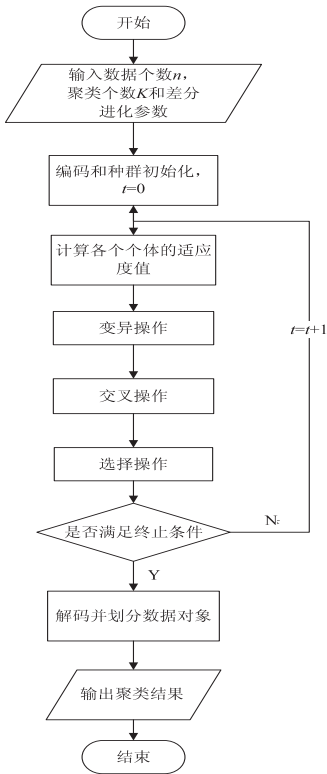 开始
输入数据个数n,
聚类个数K和差分
进化参数
编码和种群初始化,
t=0
计算各个个体的适应
度值
变异操作
t=t+1
交叉操作
选择操作
是否满足终止条件
N
Y
解码并划分数据对象
输出聚类结果
结束